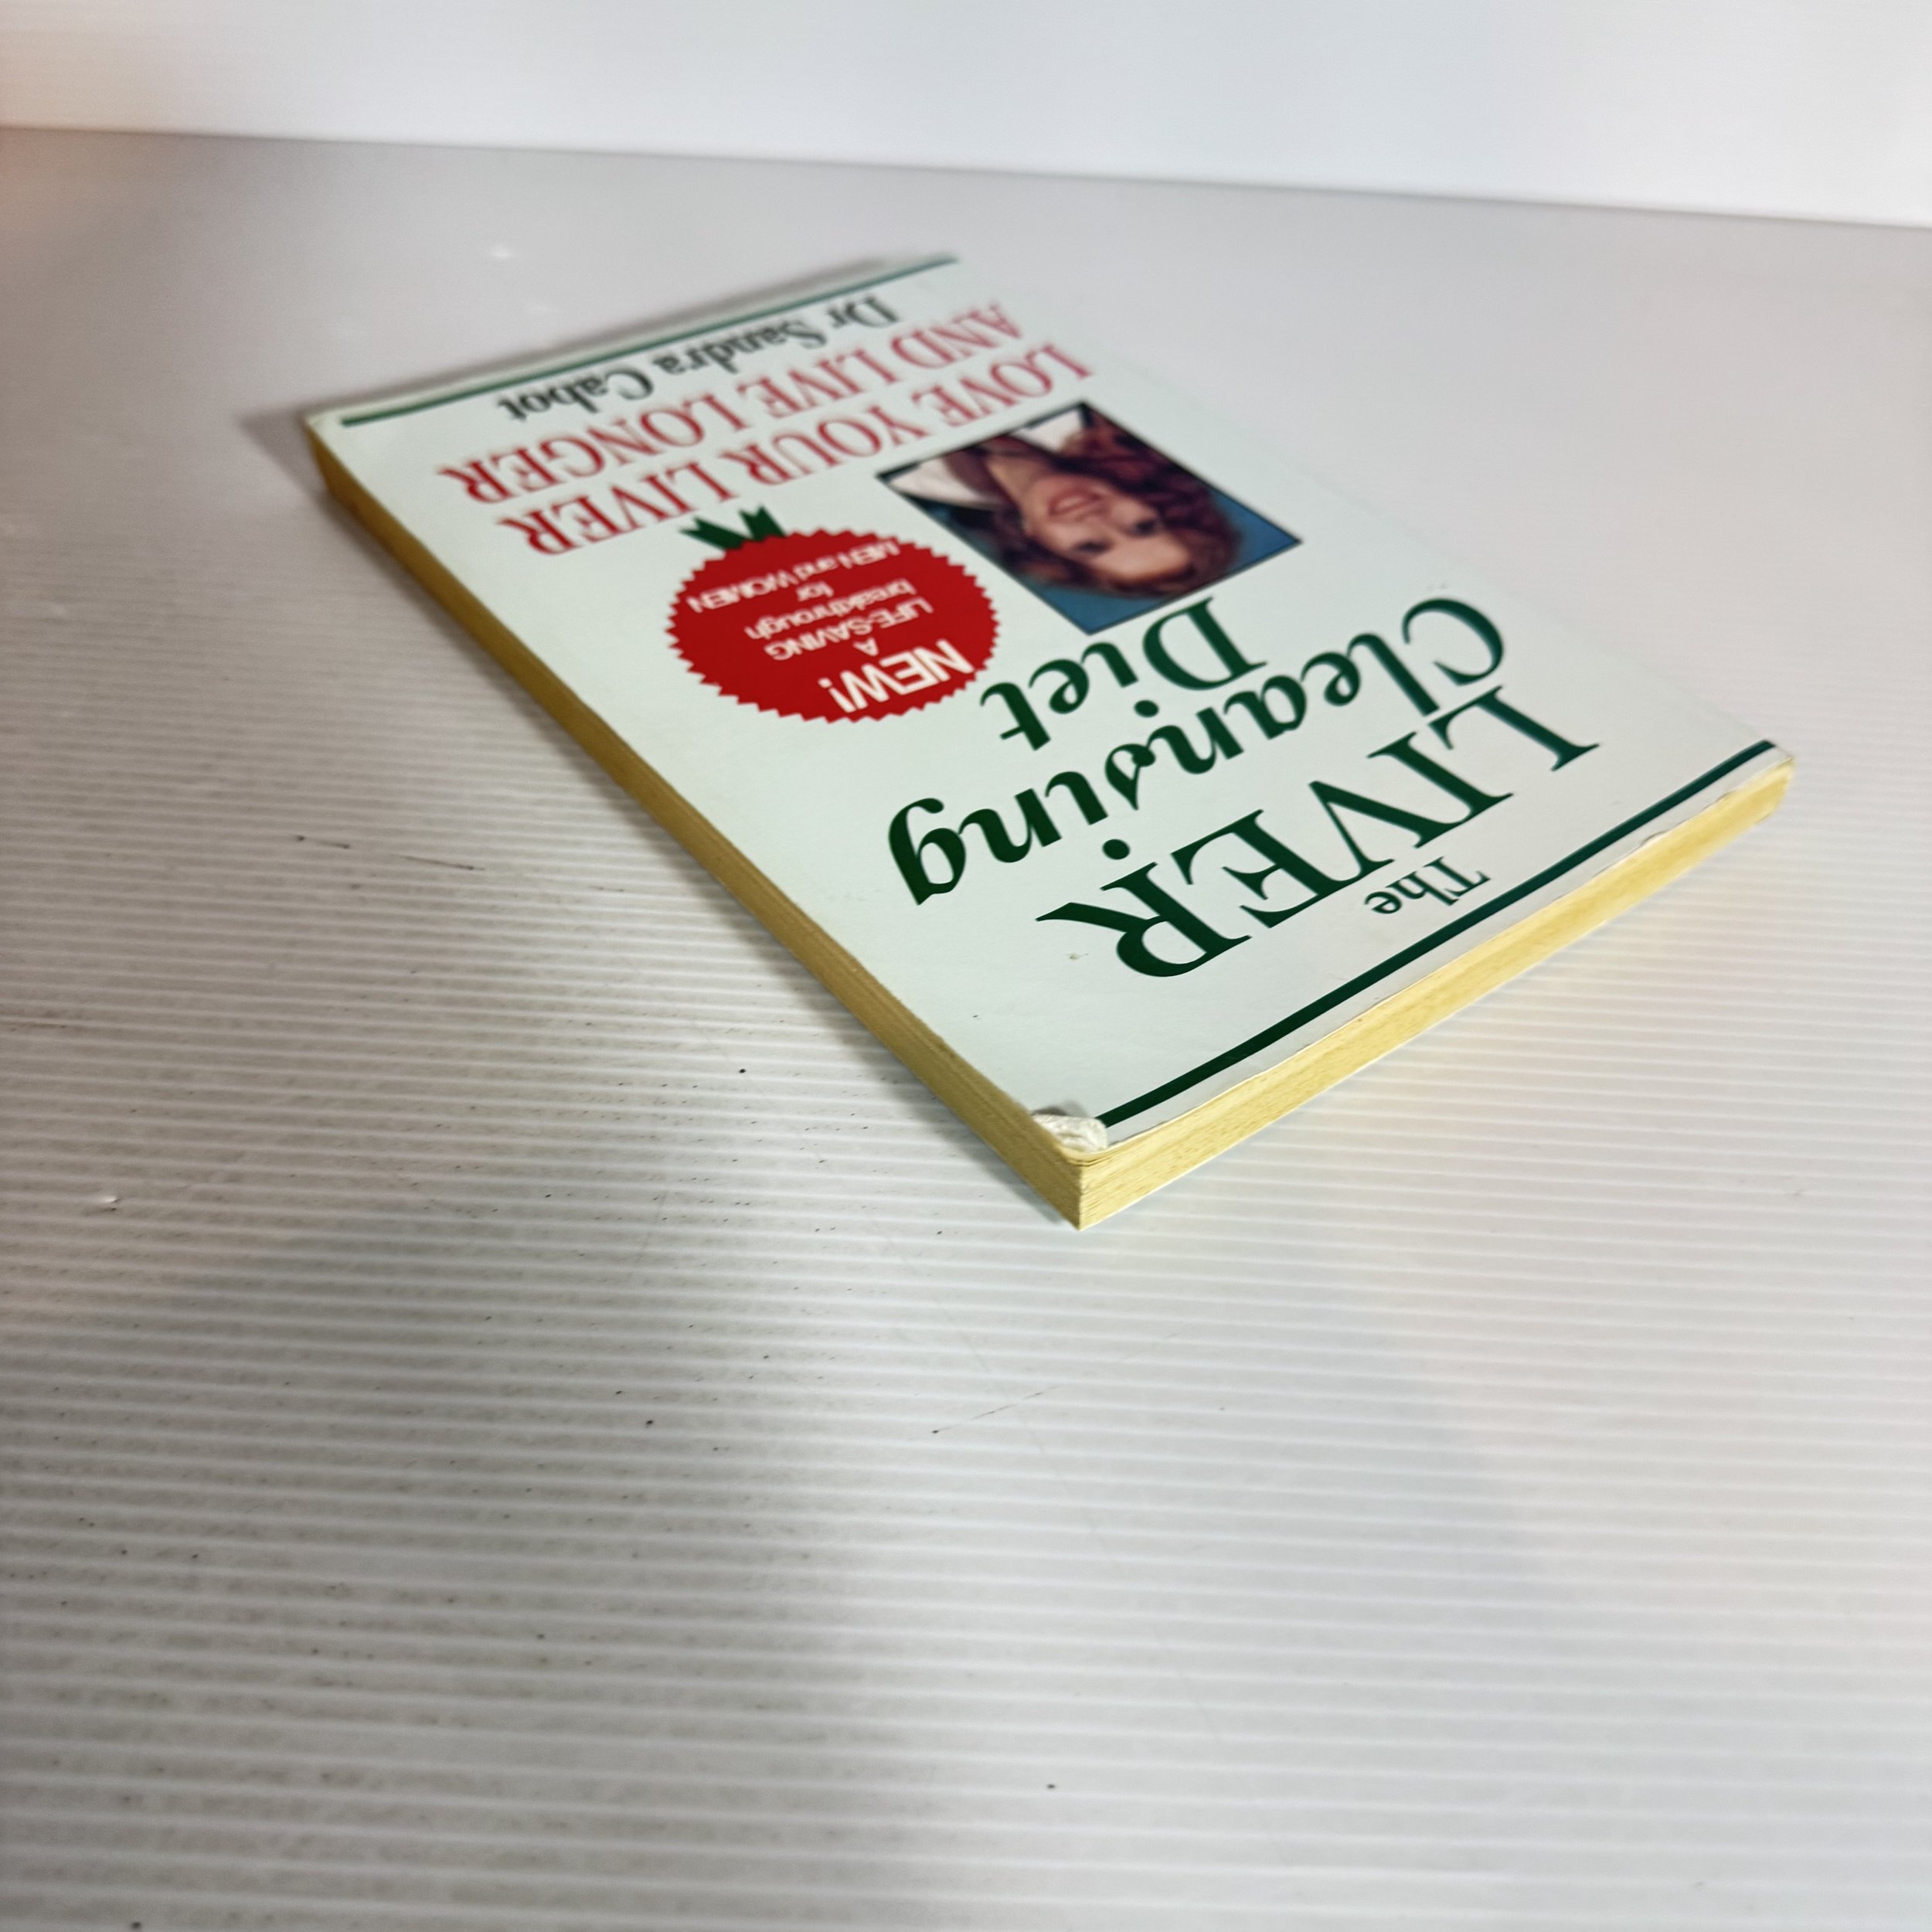 The
LIVER
Cleansing
Diet
NEW!
A
LIFE-SAVING
breakthrough
for
MEN and WOMEN
LOVE YOUR LIVER
AND LIVE LONGER
Dr Sandra Cabot